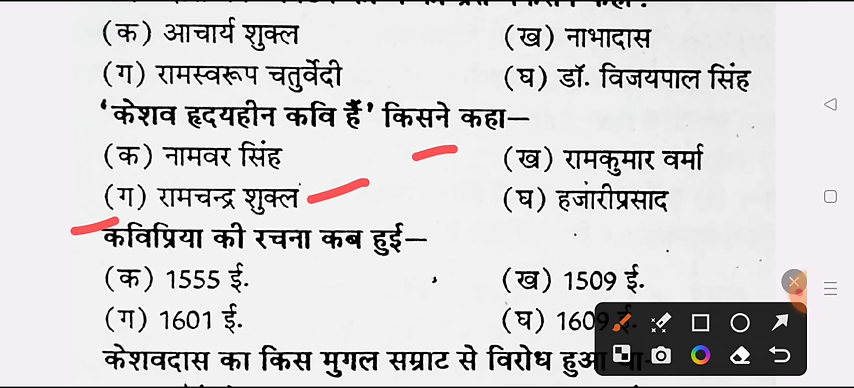 (क) आचार्य शुक्ल (ख) नाभादास
(ग) रामस्वरूप चतुर्वेदी (घ) डॉ. विजयपाल सिंह
'केशव हृदयहीन कवि हैं' किसने कहा—
(क) नामवर सिंह (ख) रामकुमार वर्मा
(ग) रामचन्द्र शुक्ल (घ) हजारीप्रसाद
कविप्रिया की रचना कब हुई—
(क) 1555 ई. (ख) 1509 ई.
(ग) 1601 ई. (घ) 1609 ई.
केशवदास का किस मुगल सम्राट से विरोध हुआ था-